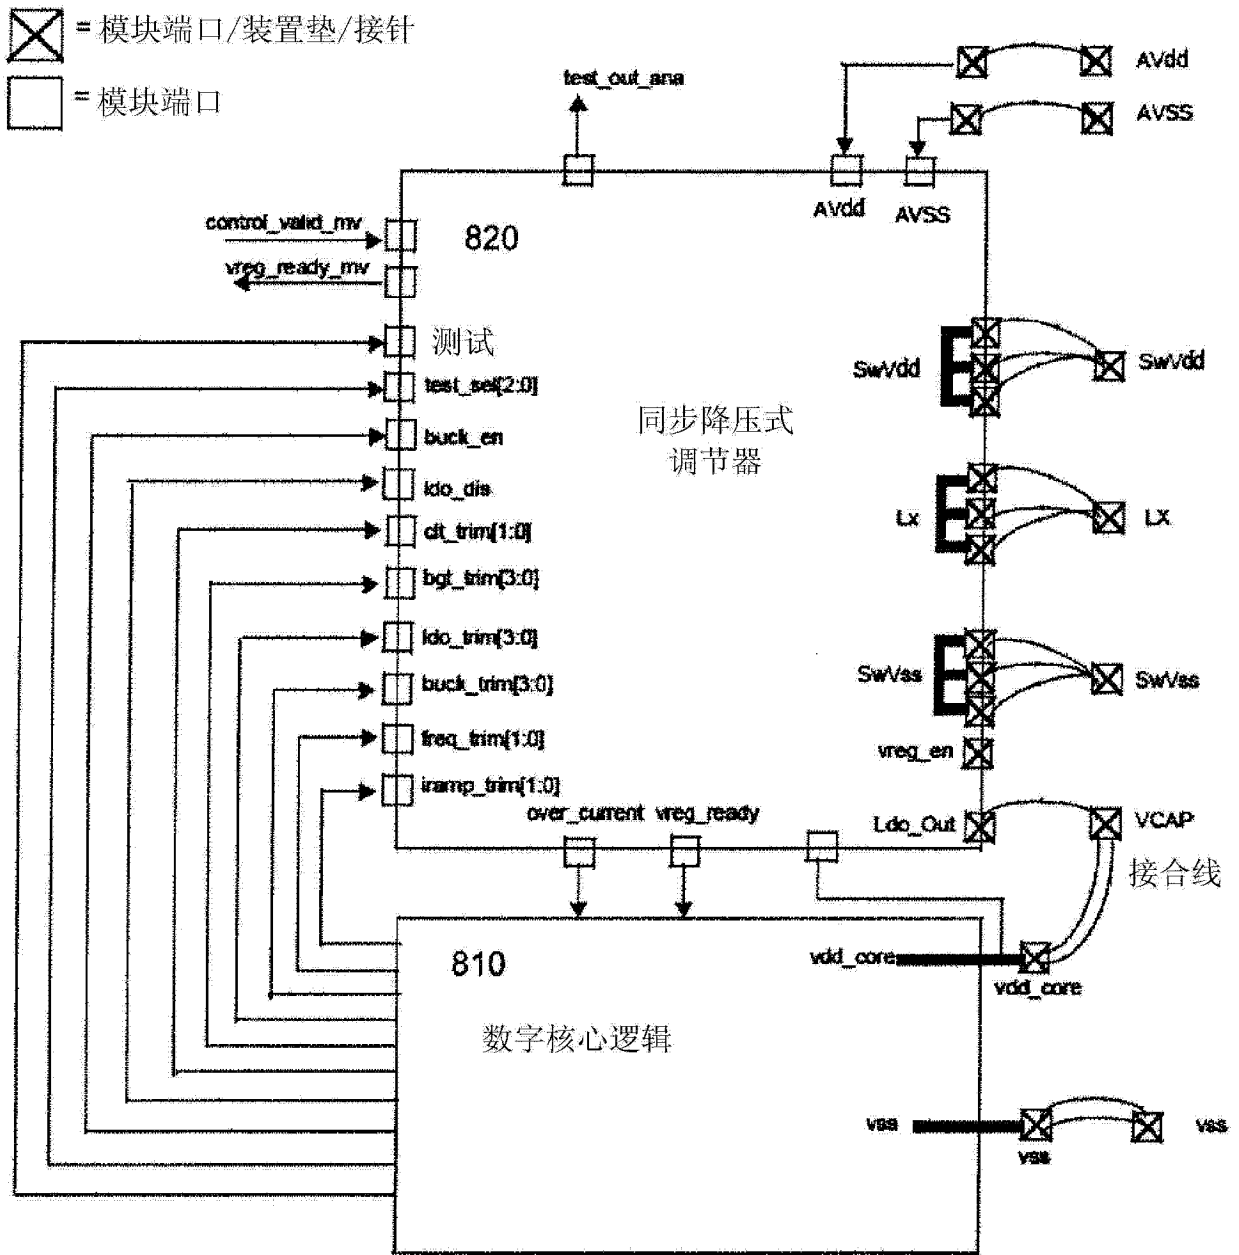 = 模块端口/装置垫/接针
= 模块端口
test_out_ana
AVdd
AVSS
AVdd
AVSS
control_valid_mv
820
vreg_ready_mv
测试
test_sel[2:0]
buck_en
ldo_dis
clt_trim[1:0]
bgt_trim[3:0]
ldo_trim[3:0]
buck_trim[3:0]
freq_trim[1:0]
iramp_trim[1:0]
同步降压式
调节器
SwVdd
SwVdd
Lx
LX
SwVss
SwVss
vreg_en
Ldo_Out
VCAP
接合线
over_current
vreg_ready
810
数字核心逻辑
vdd_core
vdd_core
vss
vss
vss